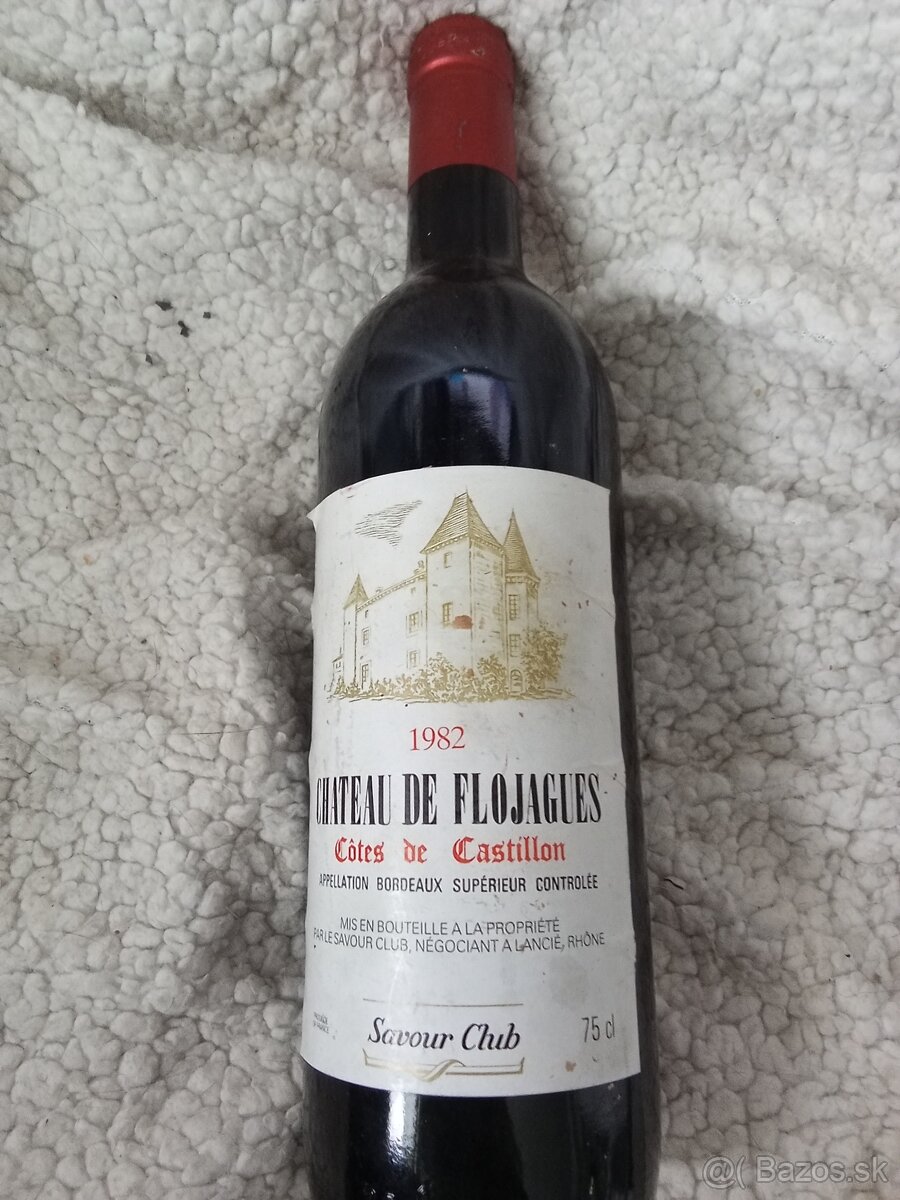 1982
CHATEAU DE FLOJAGUES
Côtes de Castillon
APPELLATION BORDEAUX SUPÉRIEUR CONTROLÉE
MIS EN BOUTEILLE A LA PROPRIÉTÉ
PAR LE SAVOUR CLUB, NÉGOCIANT A LANCIÉ, RHÔNE
Savour Club
75 cl
@( Bazos.sk